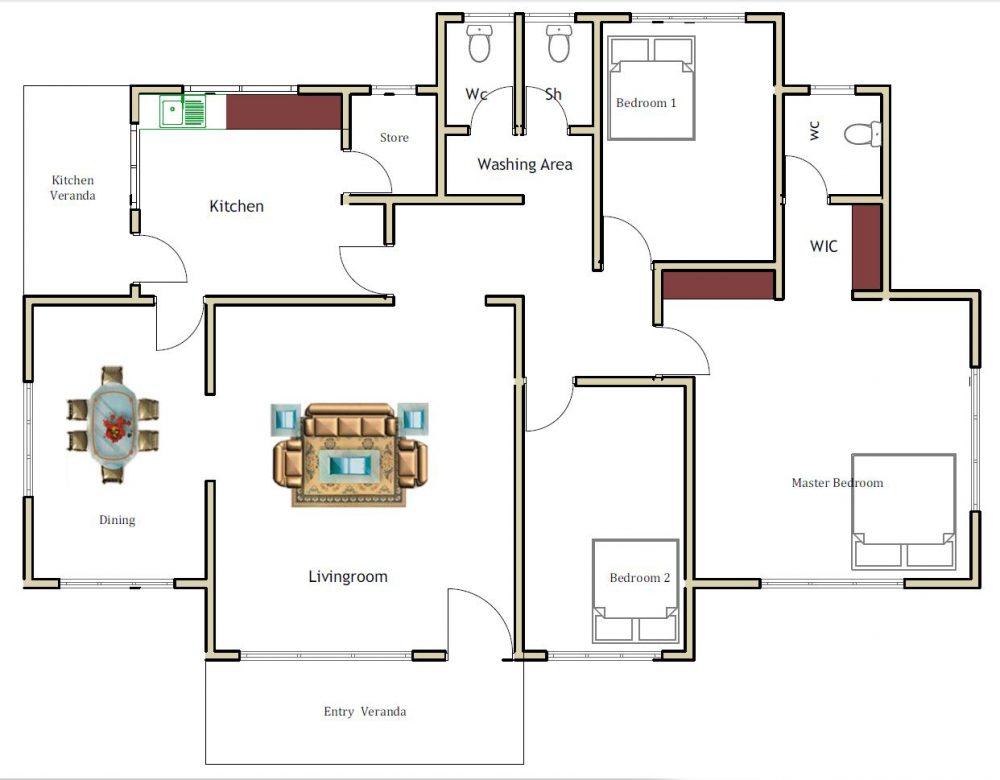 Wc
Sh
Bedroom 1
WC
Store
Washing Area
Kitchen
Veranda
Kitchen
WIC
Master Bedroom
Dining
Livingroom
Bedroom 2
Entry Veranda